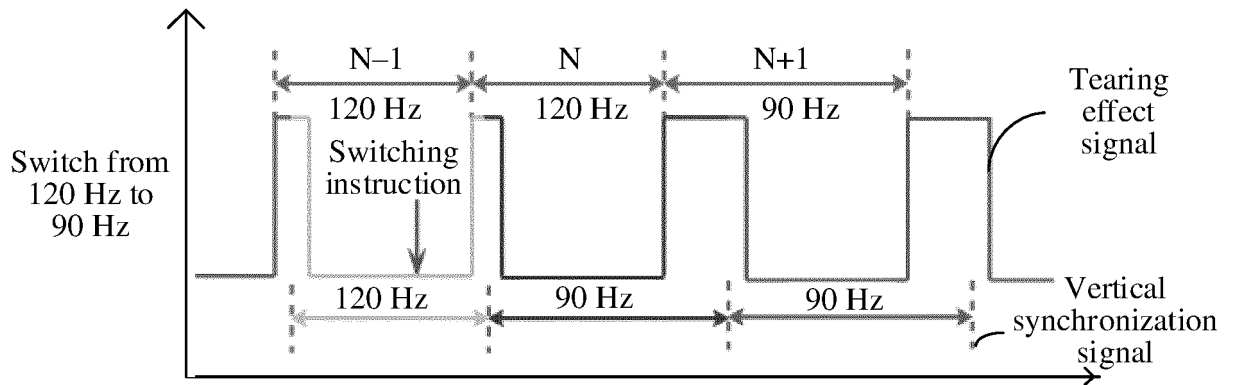 N–1
N
N+1
120 Hz
120 Hz
90 Hz
Tearing
effect
signal
Switch from
120 Hz to
90 Hz
Switching
instruction
120 Hz
90 Hz
90 Hz
Vertical
synchronization
signal